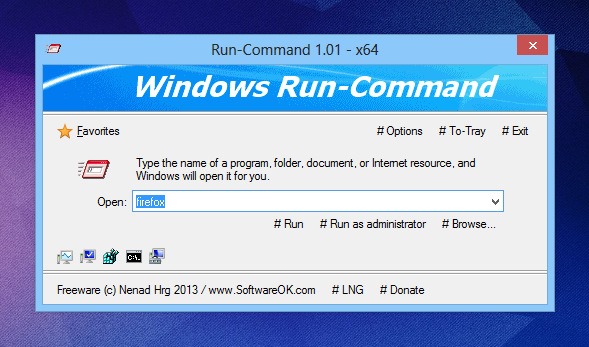 Run-Command 1.01 - x64
Windows Run-Command
Favorites # Options # To-Tray # Exit
Type the name of a program, folder, document, or Internet resource, and
Windows will open it for you.
Open: firefox
# Run # Run as administrator # Browse...
Freeware (c) Nenad Hrg 2013 / www.SoftwareOK.com # LNG # Donate